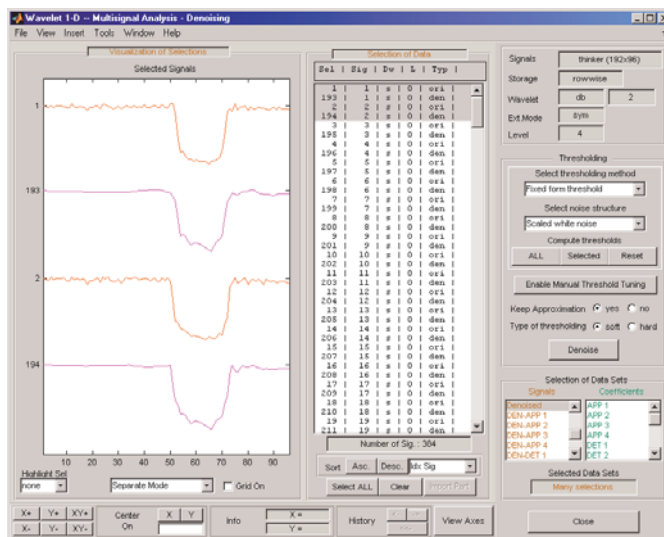 Wavelet 1-D -- Multisignal Analysis - Denoising
File View Insert Tools Window Help
Visualization of Selections
Selected Signals
1
193
2
194
10 20 30 40 50 60 70 80 90
Highlight Sel
none
Separate Mode
Grid On
Selection of Data
Sel | Sig | Dw | L | Typ |
1 | 1 | s | 0 | ori |
193 | 1 | s | 0 | den |
2 | 2 | s | 0 | ori |
194 | 2 | s | 0 | den |
3 | 3 | s | 0 | ori |
195 | 3 | s | 0 | den |
4 | 4 | s | 0 | ori |
196 | 4 | s | 0 | den |
5 | 5 | s | 0 | ori |
197 | 5 | s | 0 | den |
6 | 6 | s | 0 | ori |
198 | 6 | s | 0 | den |
7 | 7 | s | 0 | ori |
199 | 7 | s | 0 | den |
8 | 8 | s | 0 | ori |
200 | 8 | s | 0 | den |
9 | 9 | s | 0 | ori |
201 | 9 | s | 0 | den |
10 | 10 | s | 0 | ori |
202 | 10 | s | 0 | den |
11 | 11 | s | 0 | ori |
203 | 11 | s | 0 | den |
12 | 12 | s | 0 | ori |
204 | 12 | s | 0 | den |
13 | 13 | s | 0 | ori |
205 | 13 | s | 0 | den |
14 | 14 | s | 0 | ori |
206 | 14 | s | 0 | den |
15 | 15 | s | 0 | ori |
207 | 15 | s | 0 | den |
16 | 16 | s | 0 | ori |
208 | 16 | s | 0 | den |
17 | 17 | s | 0 | ori |
209 | 17 | s | 0 | den |
18 | 18 | s | 0 | ori |
210 | 18 | s | 0 | den |
19 | 19 | s | 0 | ori |
211 | 19 | s | 0 | den |
Number of Sig. : 384
Sort Asc. Desc. Idx Sig
Select ALL Clear Import Part
Signals thinker (192x96)
Storage rowwise
Wavelet db 2
Ext.Mode sym
Level 4
Thresholding
Select thresholding method
Fixed form threshold
Select noise structure
Scaled white noise
Compute thresholds
ALL Selected Reset
Enable Manual Threshold Tuning
Keep Approximation yes no
Type of thresholding soft hard
Denoise
Selection of Data Sets
Signals Coefficients
Denoised APP 1
DEN-APP 1 APP 2
DEN-APP 2 APP 3
DEN-APP 3 APP 4
DEN-APP 4 DET 1
DEN-DET 1 DET 2
Selected Data Sets
Many selections
X+ Y+ XY+
X- Y- XY-
Center On X Y
Info X = Y =
History
View Axes
Close